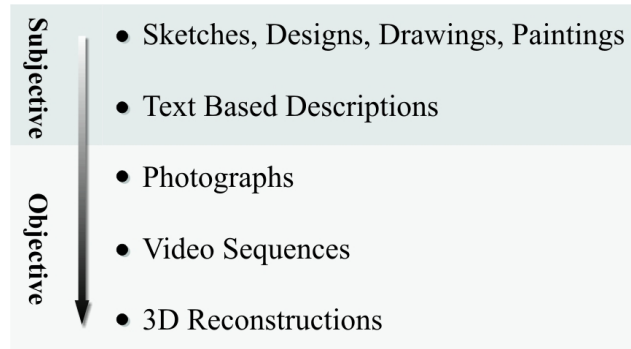 Subjective
• Sketches, Designs, Drawings, Paintings
• Text Based Descriptions
Objective
• Photographs
• Video Sequences
• 3D Reconstructions